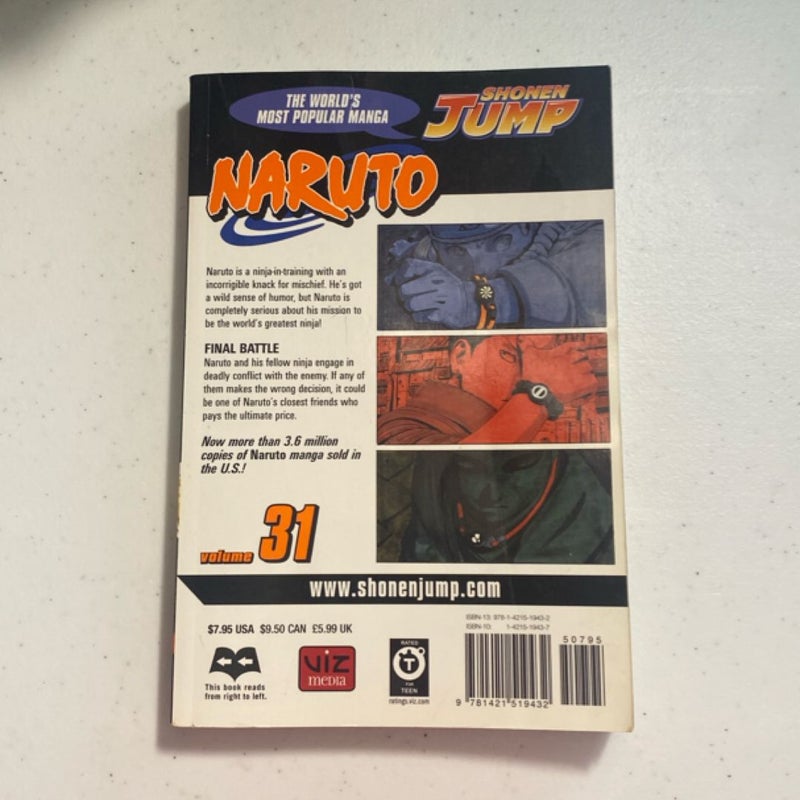 THE WORLD'S
MOST POPULAR MANGA
SHONEN
JUMP
NARUTO
Naruto is a ninja-in-training with an
incorrigible knack for mischief. He's got
a wild sense of humor, but Naruto is
completely serious about his mission to
be the world's greatest ninja!
FINAL BATTLE
Naruto and his fellow ninja engage in
deadly conflict with the enemy. If any of
them makes the wrong decision, it could
be one of Naruto's closest friends who
pays the ultimate price.
Now more than 3.6 million
copies of Naruto manga sold in
the U.S.!
volume 31
www.shonenjump.com
$7.95 USA $9.50 CAN £5.99 UK
This book reads
from right to left.
VIZ
media
RATED
T
FOR
TEEN
ratings.viz.com
ISBN-13: 978-1-4215-1943-2
ISBN-10: 1-4215-1943-7
50795
9 781421 519432